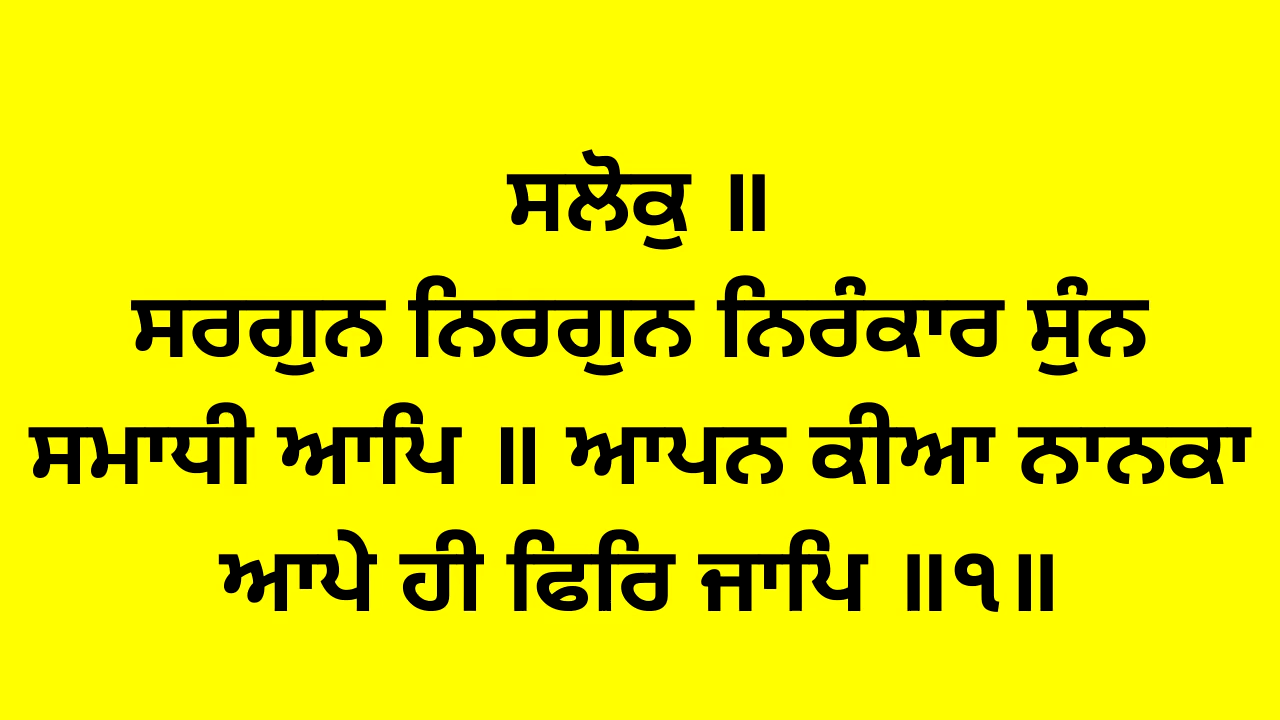 ਸਲੋਕੁ ॥
ਸਰਗੁਨ ਨਿਰਗੁਨ ਨਿਰੰਕਾਰ ਸੁੰਨ
ਸਮਾਧੀ ਆਪਿ ॥ ਆਪਨ ਕੀਆ ਨਾਨਕਾ
ਆਪੇ ਹੀ ਫਿਰਿ ਜਾਪਿ ॥੧॥